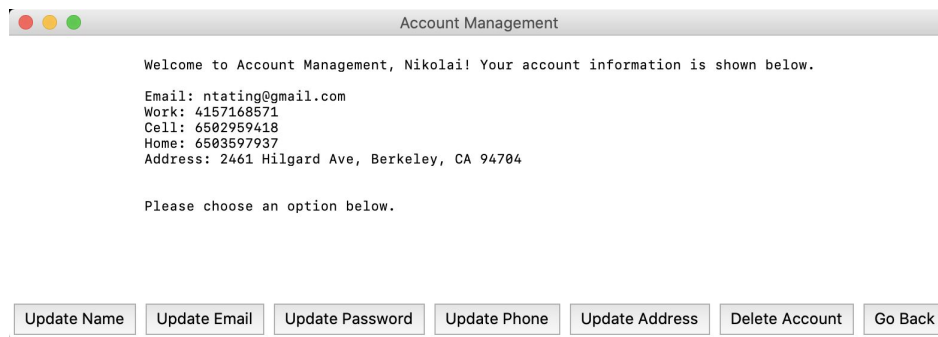 Account Management
Welcome to Account Management, Nikolai! Your account information is shown below.
Email: ntating@gmail.com
Work: 4157168571
Cell: 6502959418
Home: 6503597937
Address: 2461 Hilgard Ave, Berkeley, CA 94704
Please choose an option below.
Update Name Update Email Update Password Update Phone Update Address Delete Account Go Back